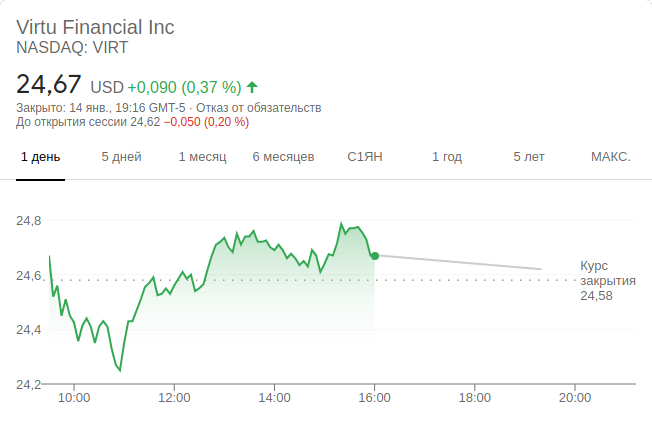 Virtu Financial Inc
NASDAQ: VIRT
24,67 USD +0,090 (0,37 %)
Закрыто: 14 янв., 19:16 GMT-5 · Отказ от обязательств
До открытия сессии 24,62 −0,050 (0,20 %)
1 день 5 дней 1 месяц 6 месяцев С1ЯН 1 год 5 лет МАКС.
24,8
24,6
24,4
24,2
Курс
закрытия
24,58
10:00 12:00 14:00 16:00 18:00 20:00